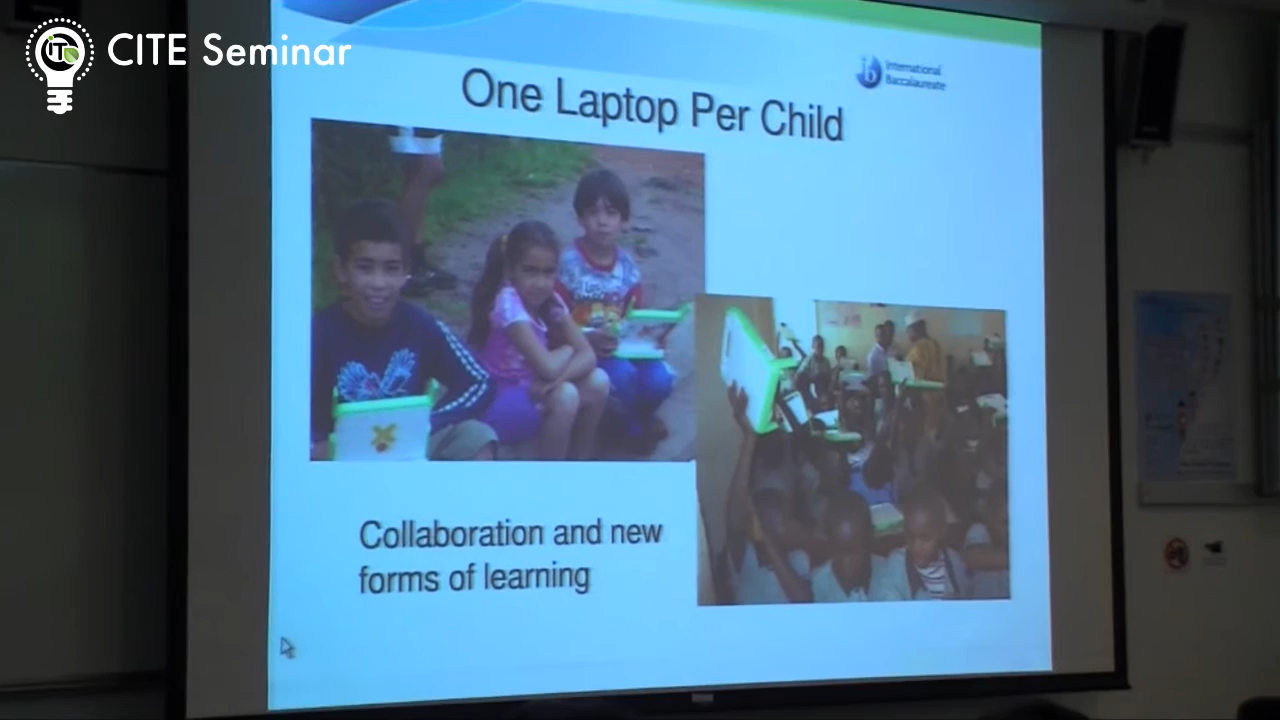 CITE Seminar
International
Baccalaureate
One Laptop Per Child
Collaboration and new
forms of learning